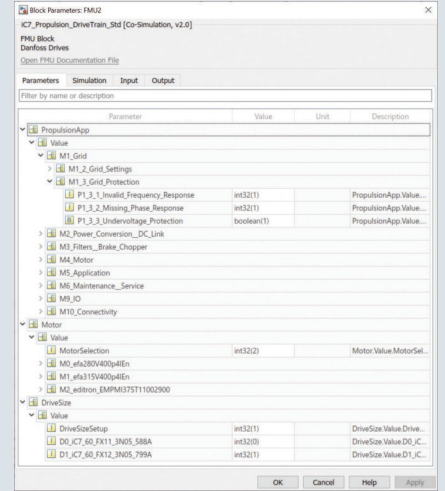 Block Parameters: FMU2
iC7_Propulsion_DriveTrain_Std [Co-Simulation, v2.0]
FMU Block
Danfoss Drives
Open FMU Documentation File
Parameters Simulation Input Output
Filter by name or description
Parameter Value Unit Description
PropulsionApp
Value
M1_Grid
M1_2_Grid_Settings
M1_3_Grid_Protection
P1_3_1_Invalid_Frequency_Response int32(1) PropulsionApp.Value....
P1_3_2_Missing_Phase_Response int32(1) PropulsionApp.Value....
P1_3_3_Undervoltage_Protection boolean(1) PropulsionApp.Value....
M2_Power_Conversion__DC_Link
M3_Filters__Brake_Chopper
M4_Motor
M5_Application
M6_Maintenance__Service
M9_IO
M10_Connectivity
Motor
Value
MotorSelection int32(2) Motor.Value.MotorSel...
M0_efa280V400p4IEn
M1_efa315V400p4IEn
M2_editron_EMPMI375T11002900
DriveSize
Value
DriveSizeSetup int32(1) DriveSize.Value.Drive...
D0_iC7_60_FX11_3N05_588A int32(0) DriveSize.Value.D0_iC...
D1_iC7_60_FX12_3N05_799A int32(1) DriveSize.Value.D1_iC...
OK Cancel Help Apply